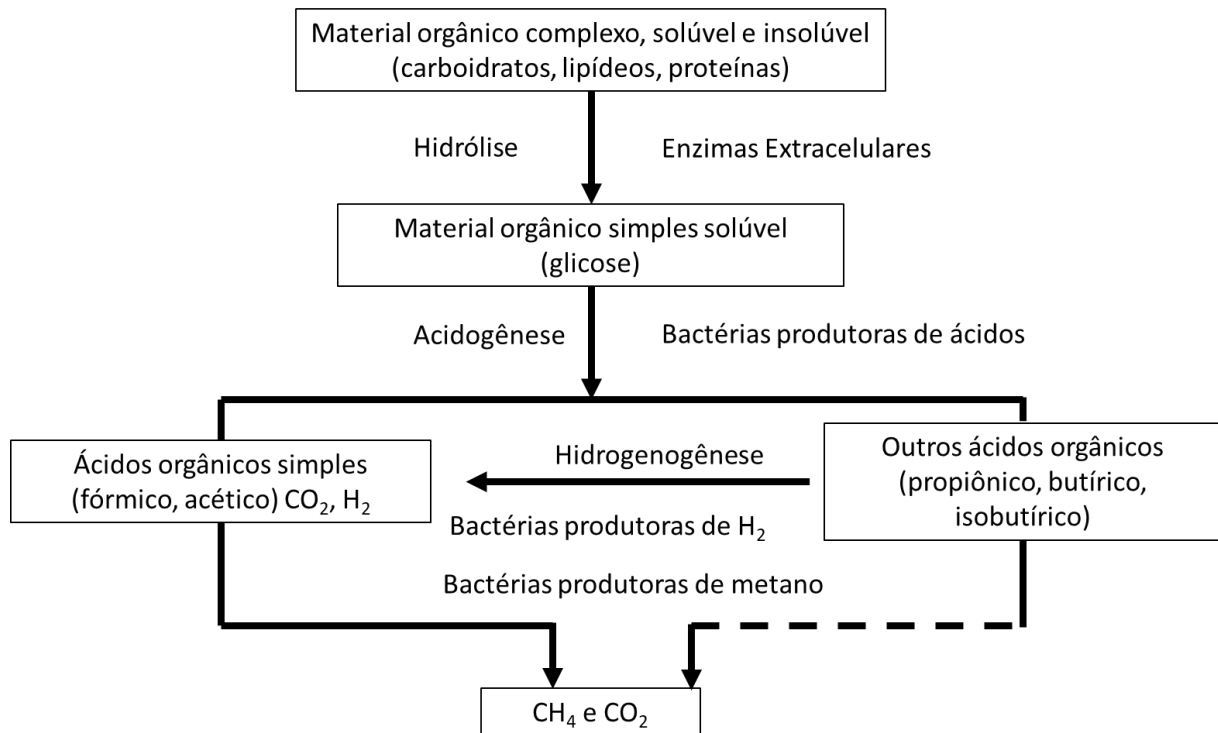 Material orgânico complexo, solúvel e insolúvel
(carboidratos, lipídeos, proteínas)
Hidrólise
Enzimas Extracelulares
Material orgânico simples solúvel
(glicose)
Acidogênese
Bactérias produtoras de ácidos
Ácidos orgânicos simples
(fórmico, acético) CO₂, H₂
Hidrogenogênese
Bactérias produtoras de H₂
Outros ácidos orgânicos
(propiônico, butírico,
isobutírico)
Bactérias produtoras de metano
CH₄ e CO₂